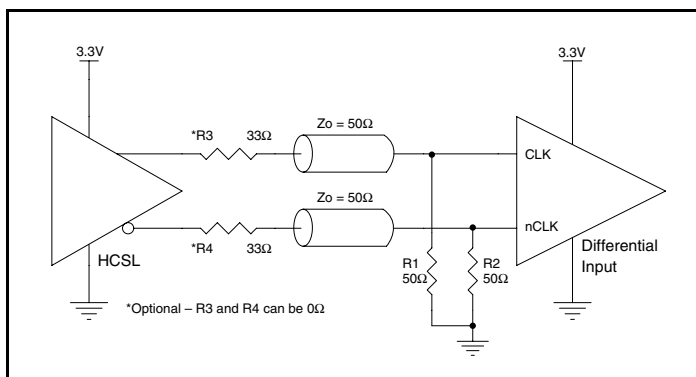 3.3V
3.3V
*R3 33Ω
Zo = 50Ω
CLK
Zo = 50Ω
nCLK
*R4 33Ω
HCSL
R1
50Ω
R2
50Ω
Differential
Input
*Optional – R3 and R4 can be 0Ω